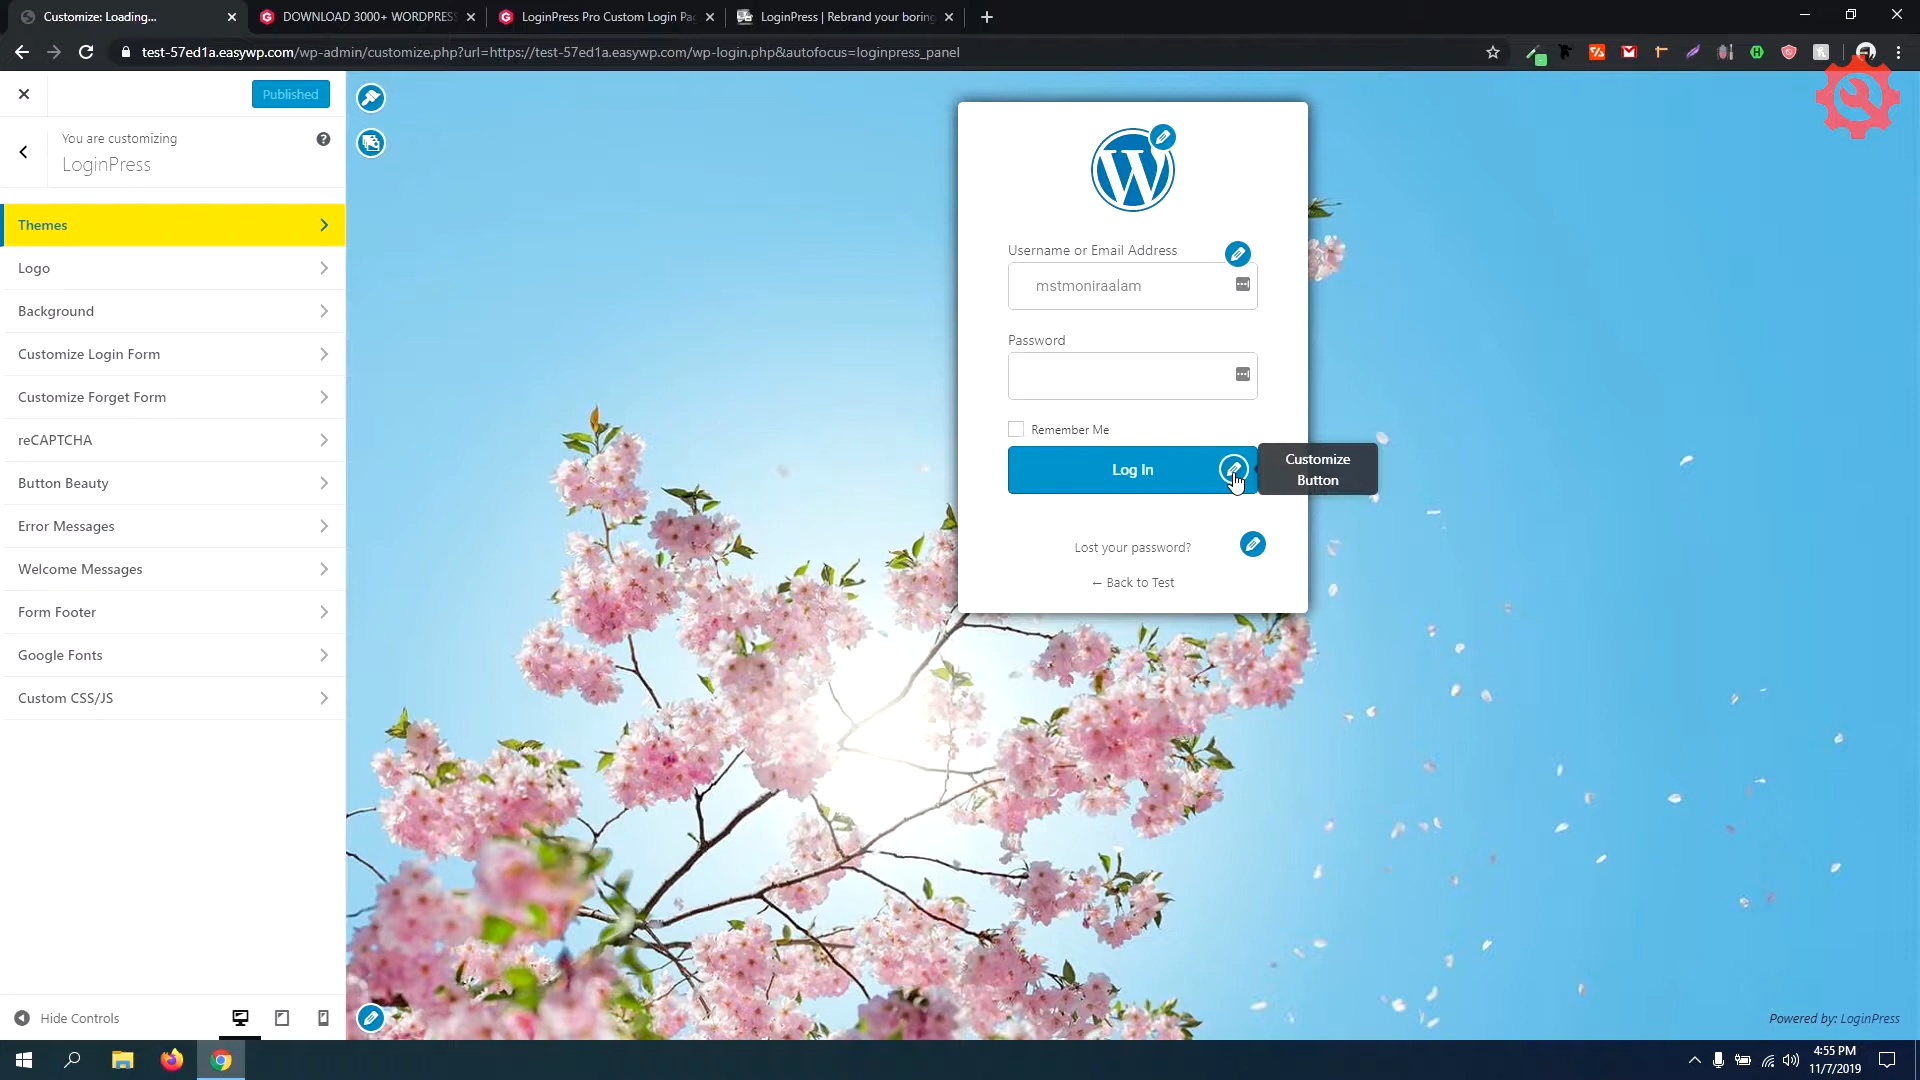 Customize: Loading...
DOWNLOAD 3000+ WORDPRESS
LoginPress Pro Custom Login Pa
LoginPress | Rebrand your boring
test-57ed1a.easywp.com/wp-admin/customize.php?url=https://test-57ed1a.easywp.com/wp-login.php&autofocus=loginpress_panel
Published
You are customizing
LoginPress
Themes
Logo
Background
Customize Login Form
Customize Forget Form
reCAPTCHA
Button Beauty
Error Messages
Welcome Messages
Form Footer
Google Fonts
Custom CSS/JS
Hide Controls
Username or Email Address
mstmoniraalam
Password
Remember Me
Log In
Customize
Button
Lost your password?
← Back to Test
Powered by: LoginPress
4:55 PM
11/7/2019